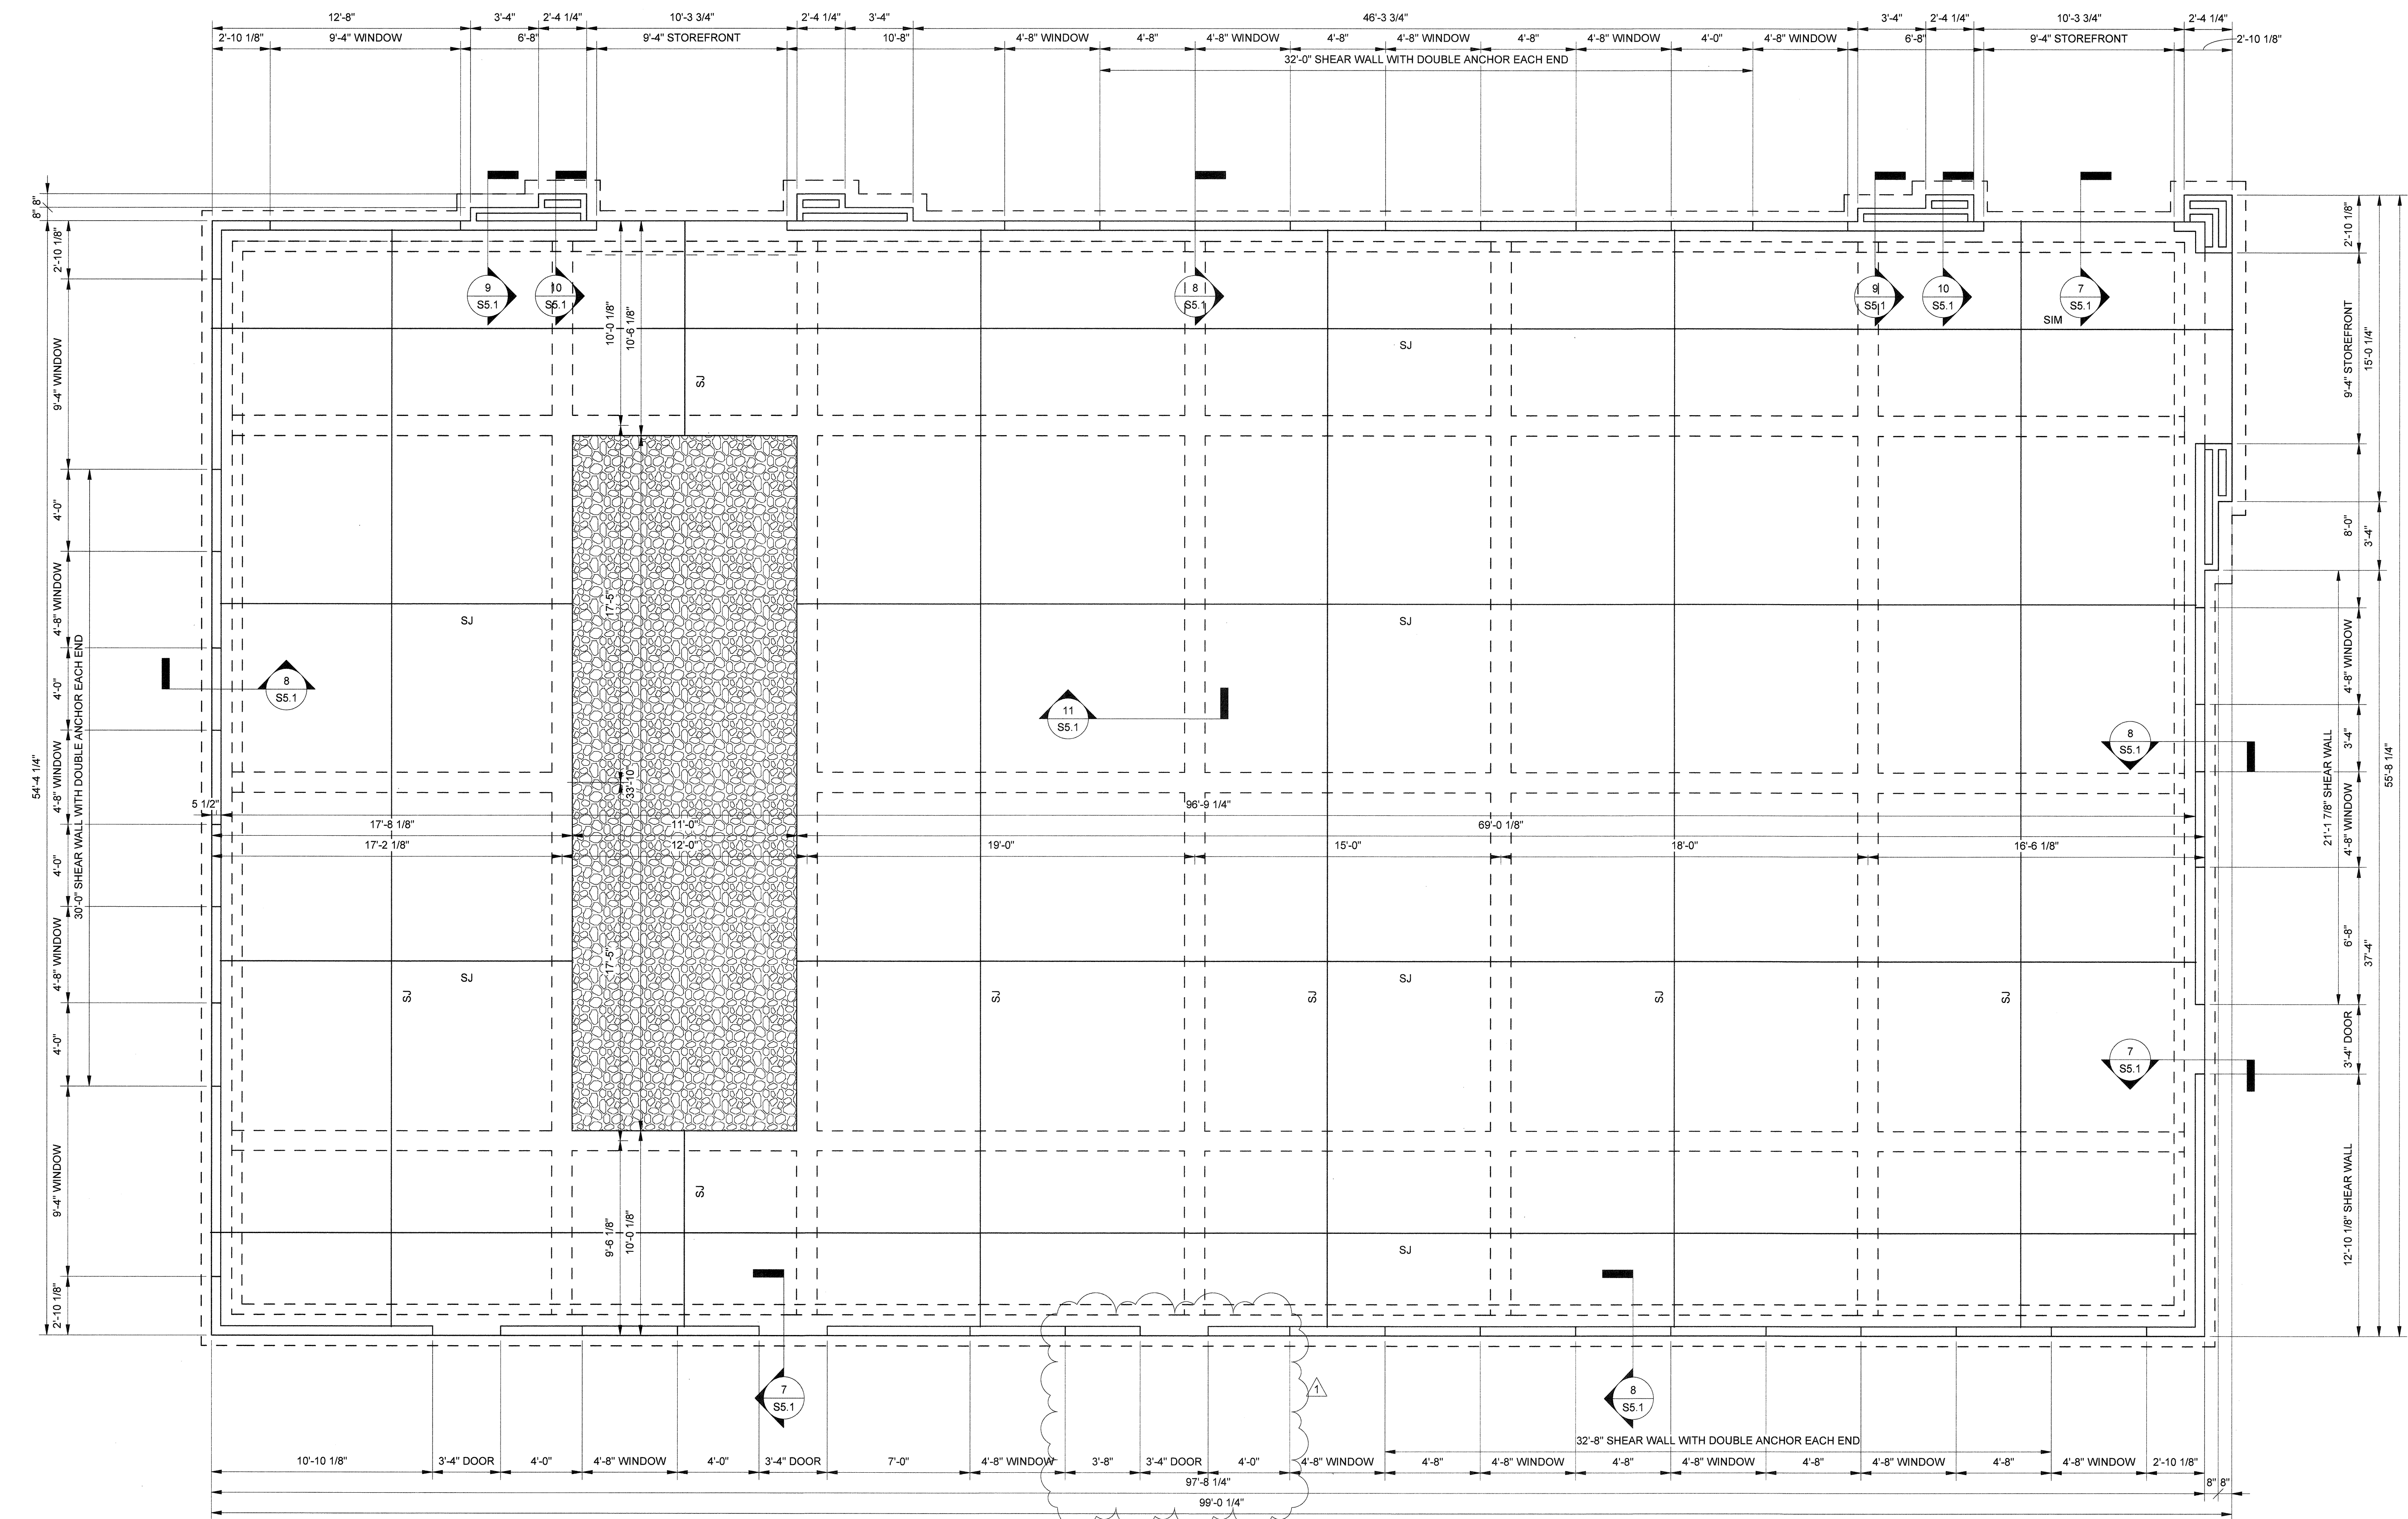 12'-8"
3'-4"
2'-4 1/4"
10'-3 3/4"
2'-4 1/4"
3'-4"
46'-3 3/4"
3'-4"
2'-4 1/4"
10'-3 3/4"
2'-4 1/4"
2'-10 1/8"
9'-4" WINDOW
6'-8"
9'-4" STOREFRONT
10'-8"
4'-8" WINDOW
4'-8"
4'-8" WINDOW
4'-8"
4'-8" WINDOW
4'-8"
4'-8" WINDOW
4'-0"
4'-8" WINDOW
6'-8"
9'-4" STOREFRONT
2'-10 1/8"
32'-0" SHEAR WALL WITH DOUBLE ANCHOR EACH END
8"
8"
2'-10 1/8"
9'-4" WINDOW
4'-0"
4'-8" WINDOW
4'-0"
4'-8" WINDOW
4'-0"
4'-8" WINDOW
4'-0"
9'-4" WINDOW
2'-10 1/8"
54'-4 1/4"
30'-0" SHEAR WALL WITH DOUBLE ANCHOR EACH END
9
S5.1
10
S5.1
8
S5.1
9
S5.1
10
S5.1
7
S5.1
SIM
10'-0 1/8"
10'-6 1/8"
SJ
SJ
17'-5"
SJ
SJ
8
S5.1
11
S5.1
8
S5.1
33'-10"
5 1/2"
96'-9 1/4"
17'-8 1/8"
11'-0"
69'-0 1/8"
17'-2 1/8"
12'-0"
19'-0"
15'-0"
18'-0"
16'-6 1/8"
17'-5"
SJ
SJ
SJ
SJ
SJ
SJ
SJ
7
S5.1
SJ
9'-6 1/8"
10'-0 1/8"
SJ
2'-10 1/8"
9'-4" STOREFRONT
15'-0 1/4"
8'-0"
3'-4"
4'-8" WINDOW
3'-4"
4'-8" WINDOW
21'-1 7/8" SHEAR WALL
55'-8 1/4"
6'-8"
37'-4"
3'-4" DOOR
12'-10 1/8" SHEAR WALL
7
S5.1
1
8
S5.1
32'-8" SHEAR WALL WITH DOUBLE ANCHOR EACH END
10'-10 1/8"
3'-4" DOOR
4'-0"
4'-8" WINDOW
4'-0"
3'-4" DOOR
7'-0"
4'-8" WINDOW
3'-8"
3'-4" DOOR
4'-0"
4'-8" WINDOW
4'-8"
4'-8" WINDOW
4'-8"
4'-8" WINDOW
4'-8"
4'-8" WINDOW
4'-8"
4'-8" WINDOW
2'-10 1/8"
97'-8 1/4"
8"
8"
99'-0 1/4"